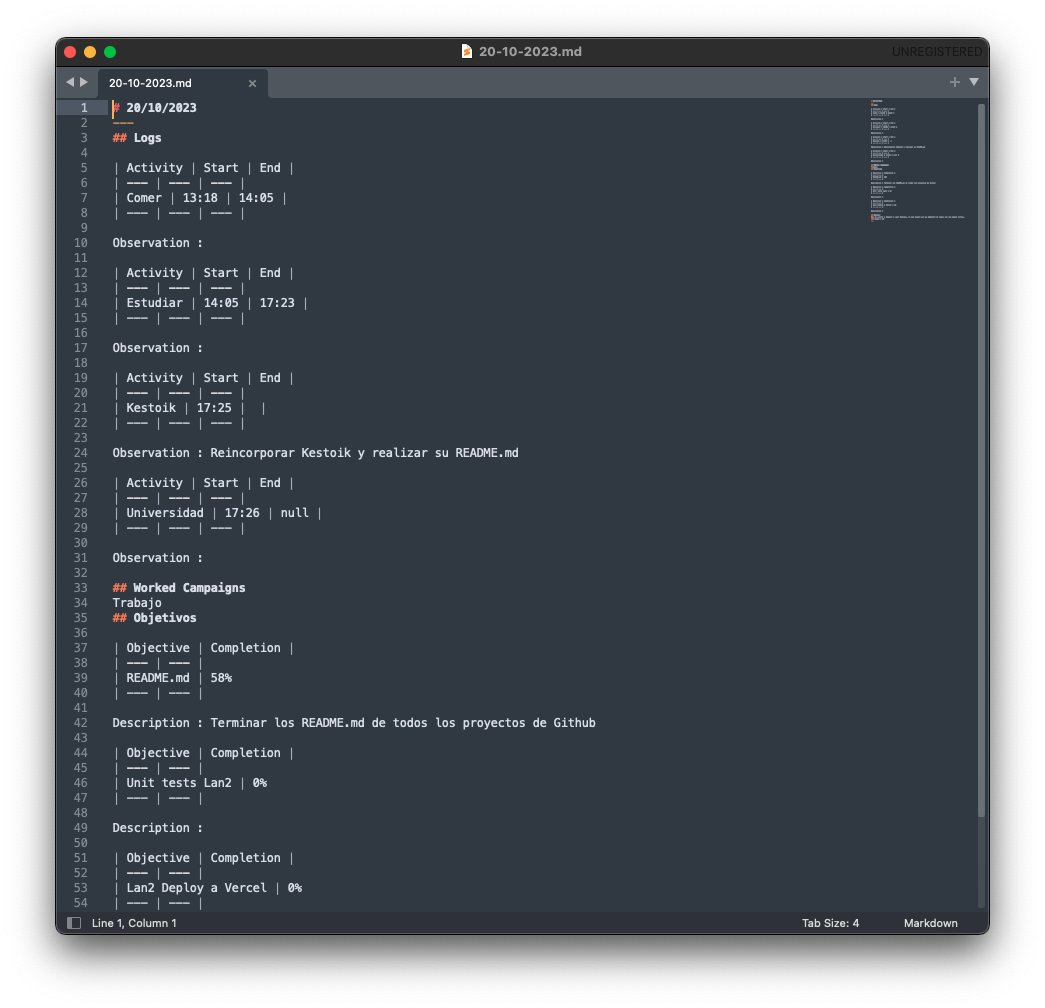 20-10-2023.md
UNREGISTERED
20-10-2023.md
1 # 20/10/2023
2 ---
3 ## Logs
4
5 | Activity | Start | End |
6 | --- | --- | --- |
7 | Comer | 13:18 | 14:05 |
8 | --- | --- | --- |
9
10 Observation :
11
12 | Activity | Start | End |
13 | --- | --- | --- |
14 | Estudiar | 14:05 | 17:23 |
15 | --- | --- | --- |
16
17 Observation :
18
19 | Activity | Start | End |
20 | --- | --- | --- |
21 | Kestoik | 17:25 |  |
22 | --- | --- | --- |
23
24 Observation : Reincorporar Kestoik y realizar su README.md
25
26 | Activity | Start | End |
27 | --- | --- | --- |
28 | Universidad | 17:26 | null |
29 | --- | --- | --- |
30
31 Observation :
32
33 ## Worked Campaigns
34 Trabajo
35 ## Objetivos
36
37 | Objective | Completion |
38 | --- | --- |
39 | README.md | 58%
40 | --- | --- |
41
42 Description : Terminar los README.md de todos los proyectos de Github
43
44 | Objective | Completion |
45 | --- | --- |
46 | Unit tests Lan2 | 0%
47 | --- | --- |
48
49 Description :
50
51 | Objective | Completion |
52 | --- | --- |
53 | Lan2 Deploy a Vercel | 0%
54 | --- | --- |
Line 1, Column 1
Tab Size: 4
Markdown